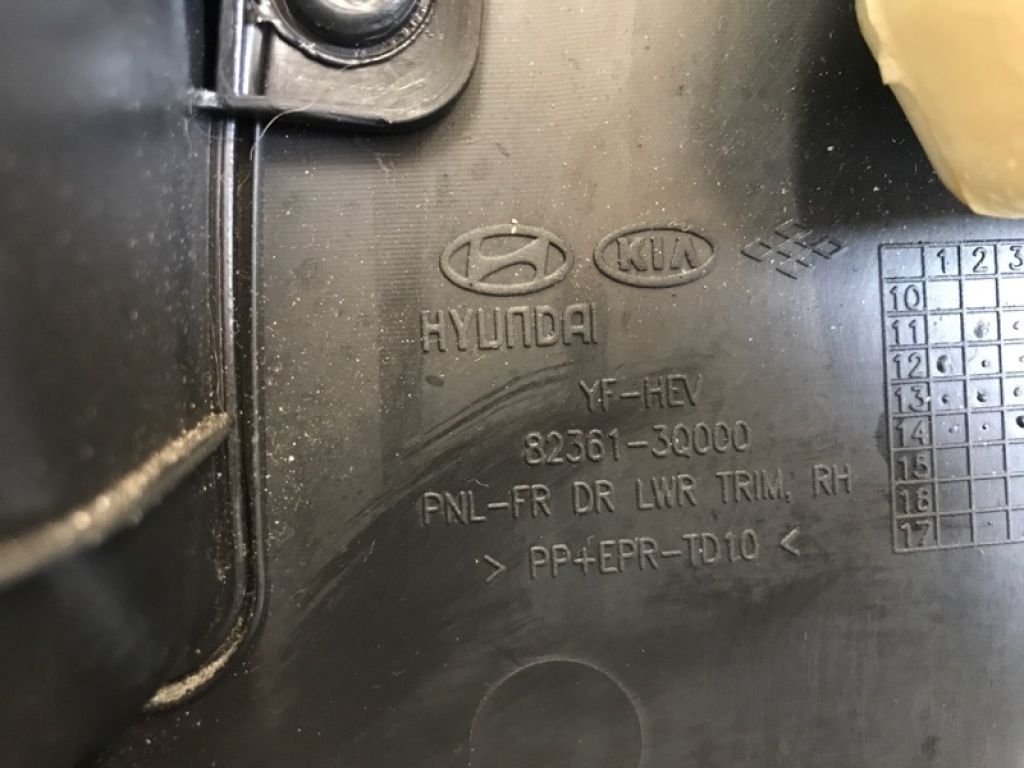 KIA
HYUNDAI
YF-HEV
82361-3Q000
PNL-FR DR LWR TRIM, RH
> PP+EPR-TD10 <
1 2 3
10
11
12
13
14
15
16
17